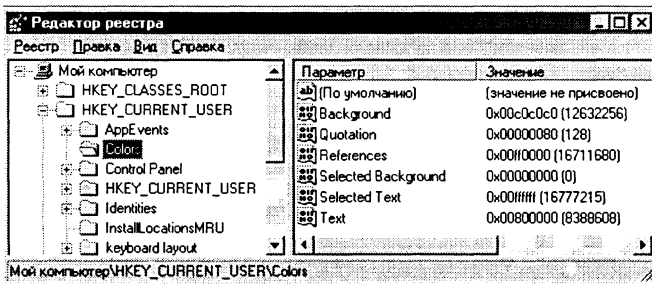 Редактор реестра
Реестр Правка Вид Справка
Мой компьютер
HKEY_CLASSES_ROOT
HKEY_CURRENT_USER
AppEvents
Colors
Control Panel
HKEY_CURRENT_USER
Identities
InstallLocationsMRU
keyboard layout
Параметр Значение
(По умолчанию) (значение не присвоено)
Background 0x00c0c0c0 (12632256)
Quotation 0x00000080 (128)
References 0x00ff0000 (16711680)
Selected Background 0x00000000 (0)
Selected Text 0x00ffffff (16777215)
Text 0x00800000 (8388608)
Мой компьютер\HKEY_CURRENT_USER\Colors